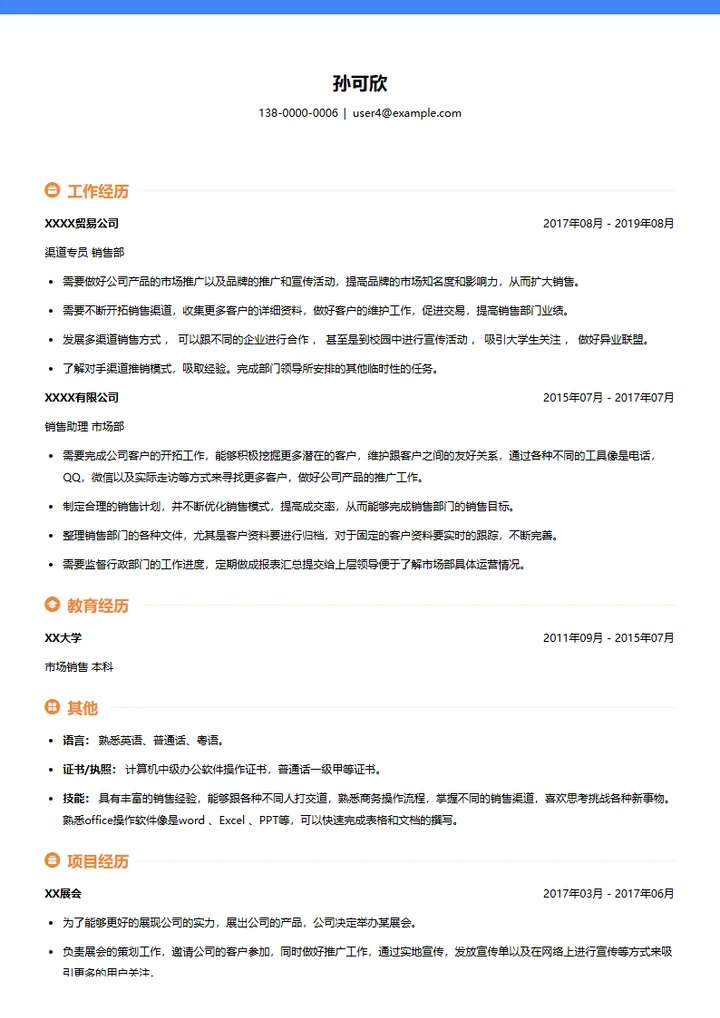 孙可欣
138-0000-0006 | user4@example.com
工作经历
XXXX贸易公司 2017年08月 - 2019年08月
渠道专员 销售部
• 需要做好公司产品的市场推广以及品牌的推广和宣传活动，提高品牌的市场知名度和影响力，从而扩大销售。
• 需要不断开拓销售渠道，收集更多客户的详细资料，做好客户的维护工作，促进交易，提高销售部门业绩。
• 发展多渠道销售方式 ， 可以跟不同的企业进行合作 ， 甚至是到校园中进行宣传活动 ， 吸引大学生关注 ， 做好异业联盟。
• 了解对手渠道推销模式，吸取经验。完成部门领导所安排的其他临时性的任务。
XXXX有限公司 2015年07月 - 2017年07月
销售助理 市场部
• 需要完成公司客户的开拓工作，能够积极挖掘更多潜在的客户，维护跟客户之间的友好关系，通过各种不同的工具像是电话，
QQ，微信以及实际走访等方式来寻找更多客户，做好公司产品的推广工作。
• 制定合理的销售计划，并不断优化销售模式，提高成交率，从而能够完成销售部门的销售目标。
• 整理销售部门的各种文件，尤其是客户资料要进行归档，对于固定的客户资料要实时的跟踪，不断完善。
• 需要监督行政部门的工作进度，定期做成报表汇总提交给上层领导便于了解市场部具体运营情况。
教育经历
XX大学 2011年09月 - 2015年07月
市场销售 本科
其他
• 语言： 熟悉英语、普通话、粤语。
• 证书/执照： 计算机中级办公软件操作证书，普通话一级甲等证书。
• 技能： 具有丰富的销售经验，能够跟各种不同人打交道，熟悉商务操作流程，掌握不同的销售渠道，喜欢思考挑战各种新事物。
熟悉office操作软件像是word 、Excel 、PPT等，可以快速完成表格和文档的撰写。
项目经历
XX展会 2017年03月 - 2017年06月
• 为了能够更好的展现公司的实力，展出公司的产品，公司决定举办某展会。
• 负责展会的策划工作，邀请公司的客户参加，同时做好推广工作，通过实地宣传，发放宣传单以及在网络上进行宣传等方式来吸
引更多的用户关注。